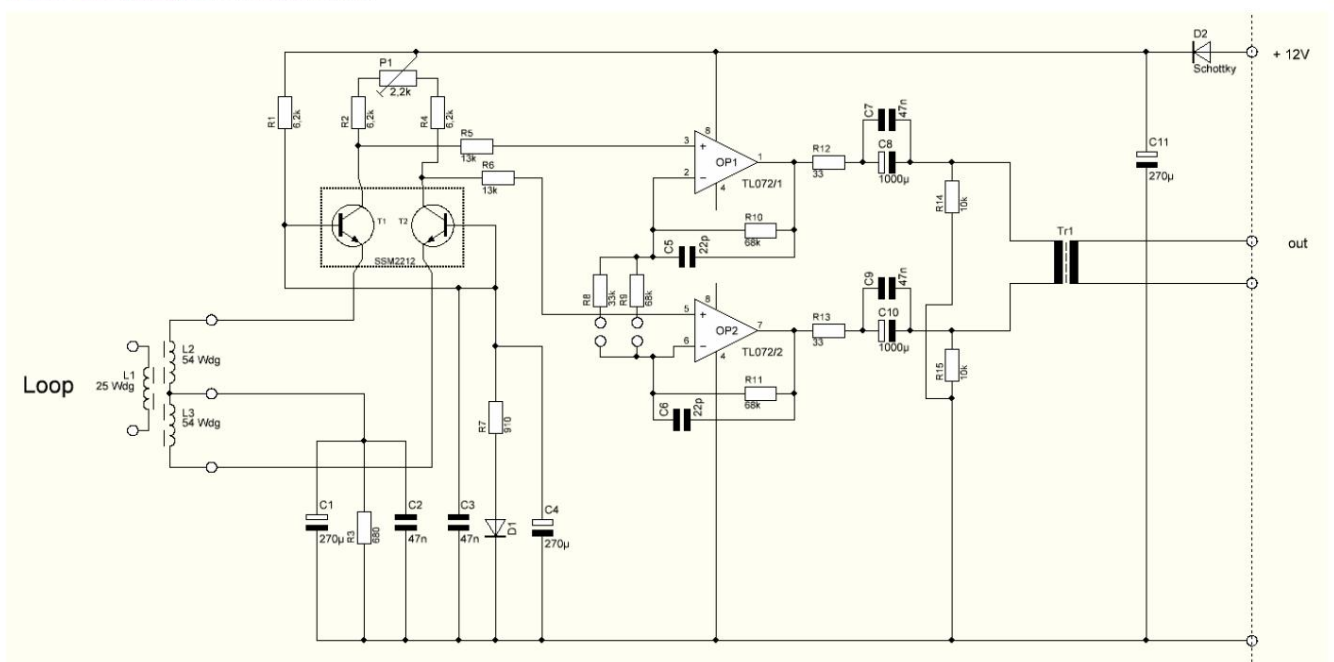 D2
Schottky
+ 12V
P1
2,2k
R1
6,2k
R2
6,2k
R4
6,2k
R5
13k
R6
13k
3
+
8
OP1
1
2
−
4
TL072/1
R12
33
C7
47n
C8
1000µ
C11
270µ
T1
T2
SSM2212
R10
68k
C5
22p
R14
10k
Tr1
out
R8
33k
R9
68k
5
+
8
OP2
7
6
−
4
TL072/2
R13
33
C9
47n
C10
1000µ
R11
68k
C6
22p
R15
10k
Loop
L1
25 Wdg
L2
54 Wdg
L3
54 Wdg
R7
910
C1
270µ
R3
680
C2
47n
C3
47n
D1
C4
270µ